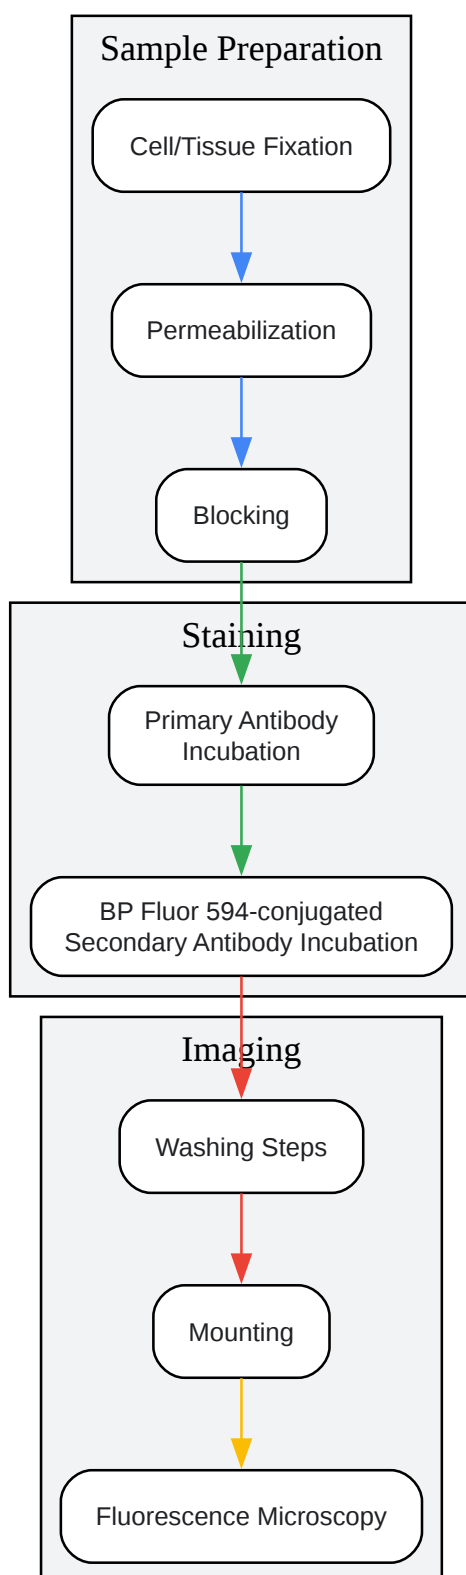 Sample Preparation
Cell/Tissue Fixation
Permeabilization
Blocking
Staining
Primary Antibody
Incubation
BP Fluor 594-conjugated
Secondary Antibody Incubation
Imaging
Washing Steps
Mounting
Fluorescence Microscopy